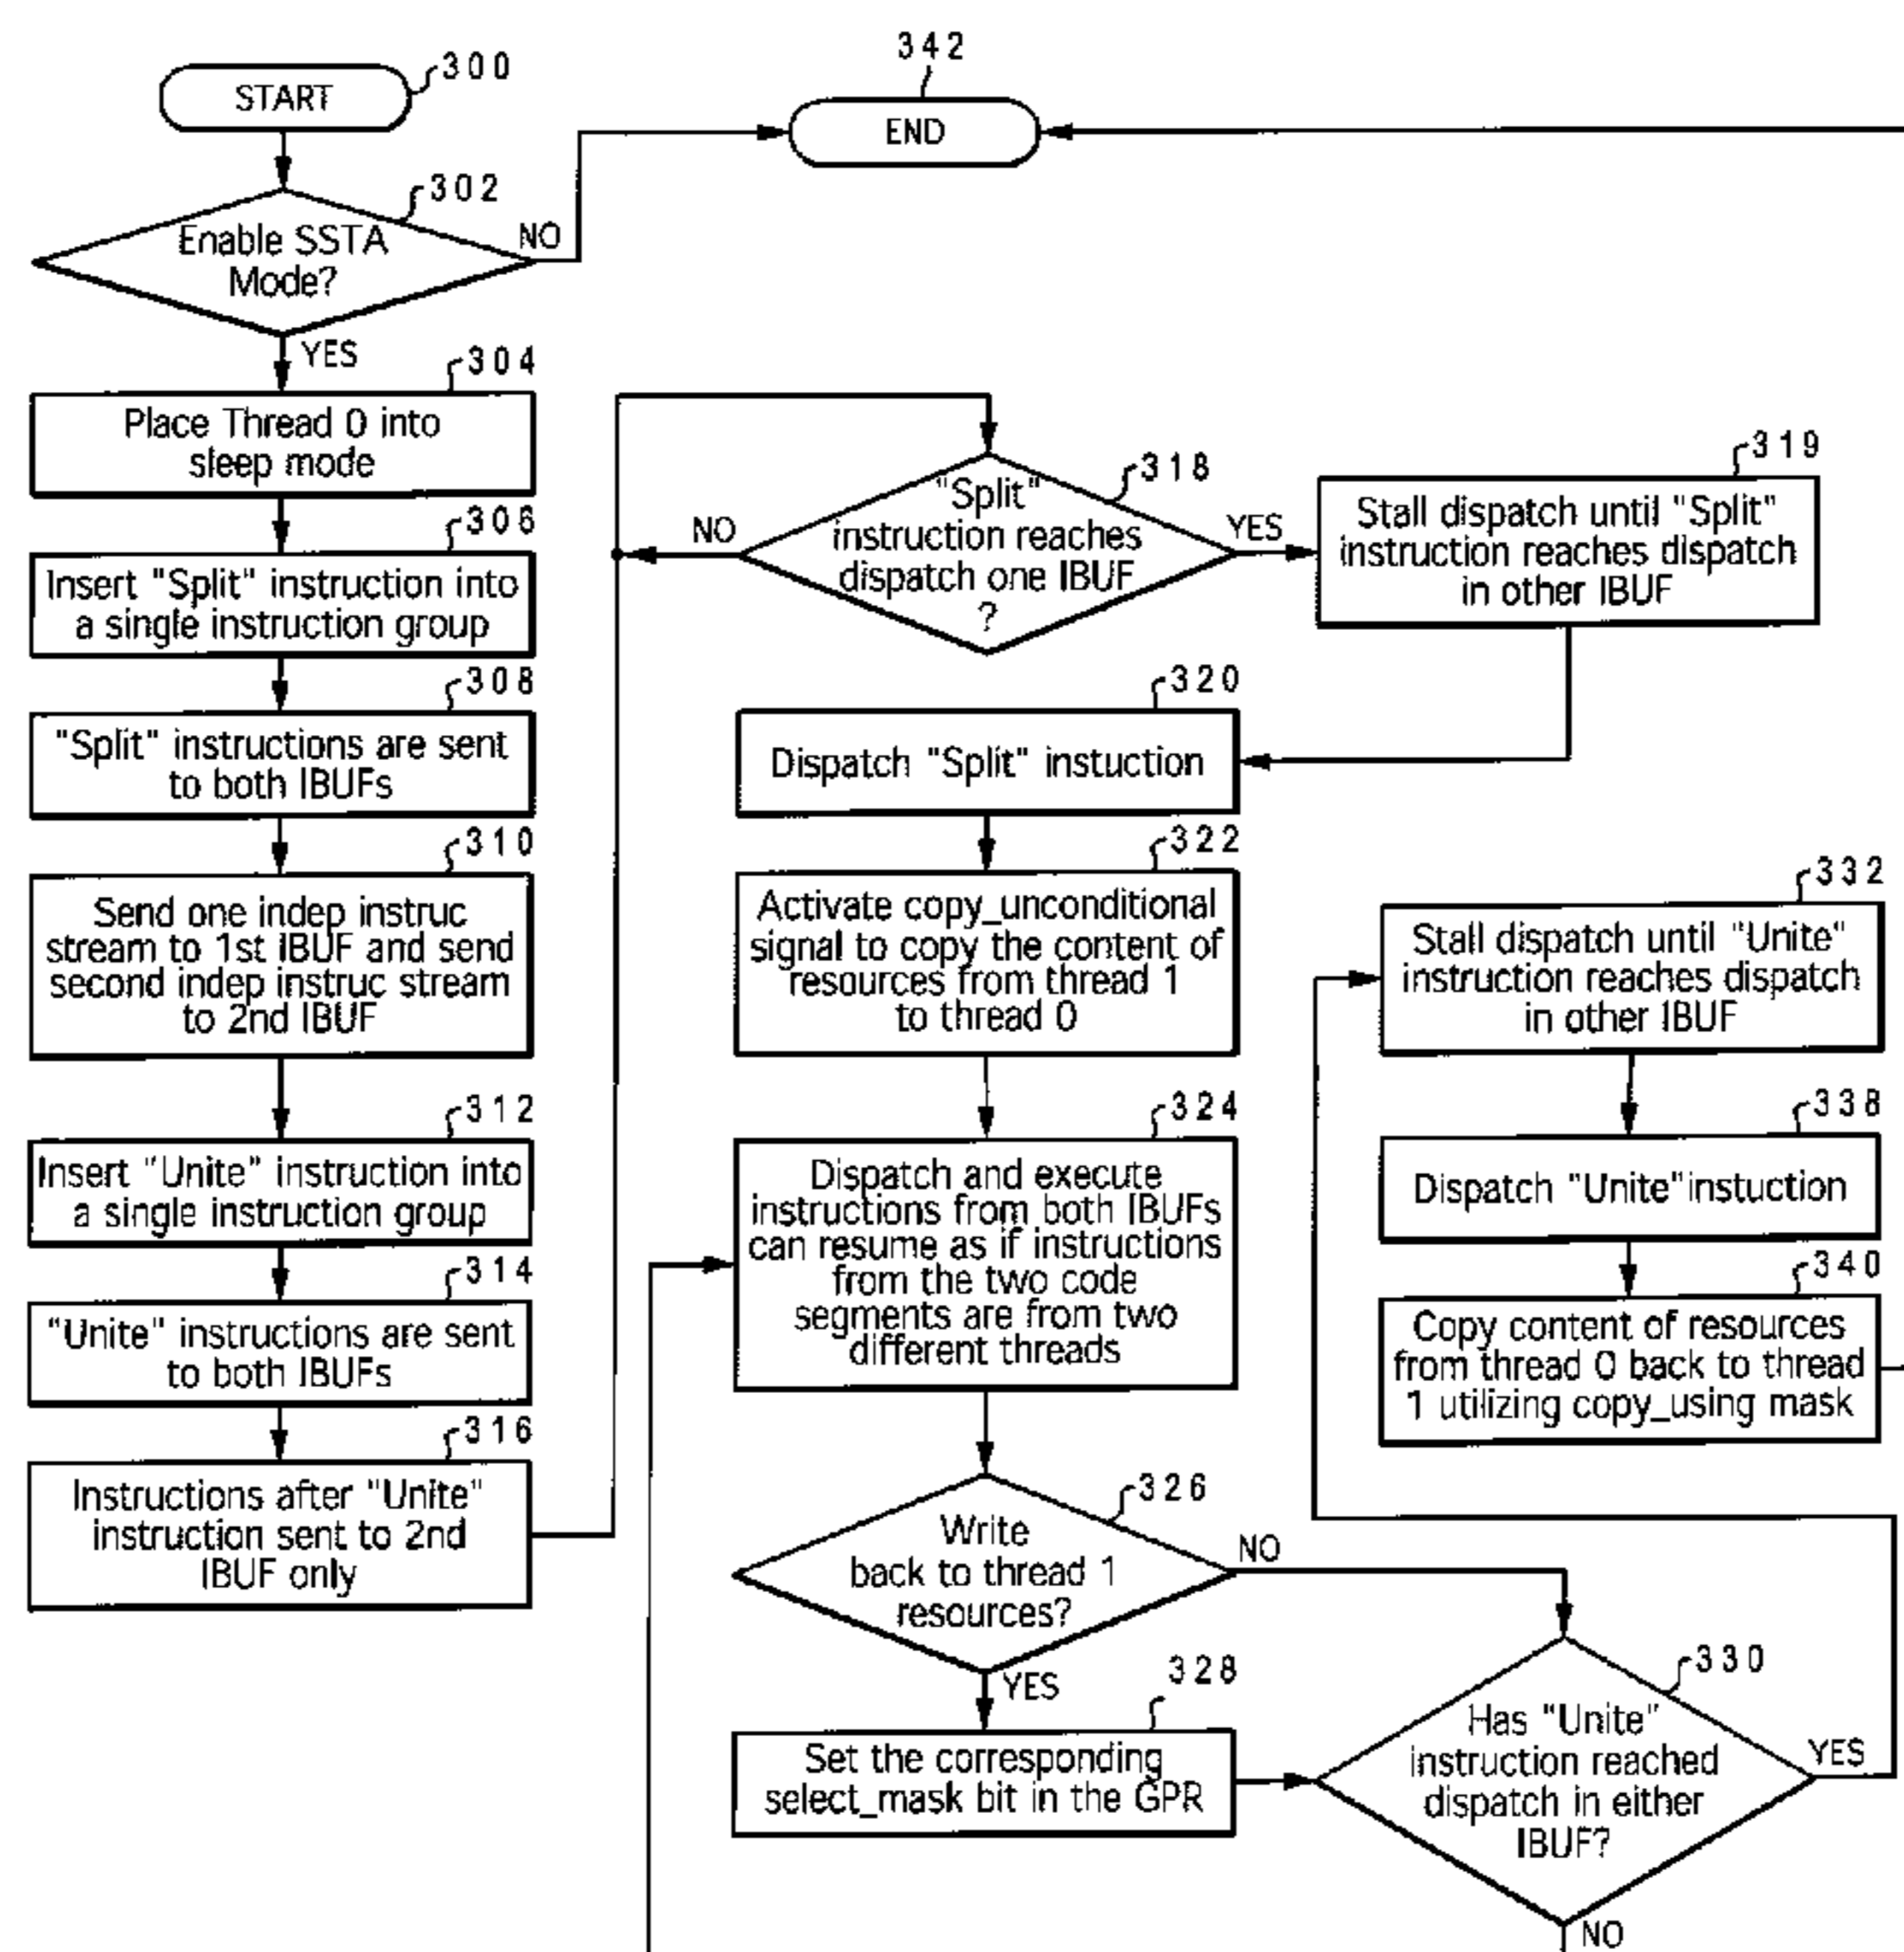 300
START
302
Enable SSTA
Mode?
NO
YES
304
Place Thread 0 into
sleep mode
306
Insert "Split" instruction into
a single instruction group
308
"Split" instructions are sent
to both IBUFs
310
Send one indep instruc
stream to 1st IBUF and send
second indep instruc stream
to 2nd IBUF
312
Insert "Unite" instruction into
a single instruction group
314
"Unite" instructions are sent
to both IBUFs
316
Instructions after "Unite"
instruction sent to 2nd
IBUF only
342
END
318
"Split"
instruction reaches
dispatch one IBUF
?
NO
YES
319
Stall dispatch until "Split"
instruction reaches dispatch
in other IBUF
320
Dispatch "Split" instuction
322
Activate copy_unconditional
signal to copy the content of
resources from thread 1
to thread 0
324
Dispatch and execute
instructions from both IBUFs
can resume as if instructions
from the two code
segments are from two
different threads
326
Write
back to thread 1
resources?
NO
YES
328
Set the corresponding
select_mask bit in the GPR
330
Has "Unite"
instruction reached
dispatch in either
IBUF?
YES
NO
332
Stall dispatch until "Unite"
instruction reaches dispatch
in other IBUF
338
Dispatch "Unite"instuction
340
Copy content of resources
from thread 0 back to thread
1 utilizing copy_using mask